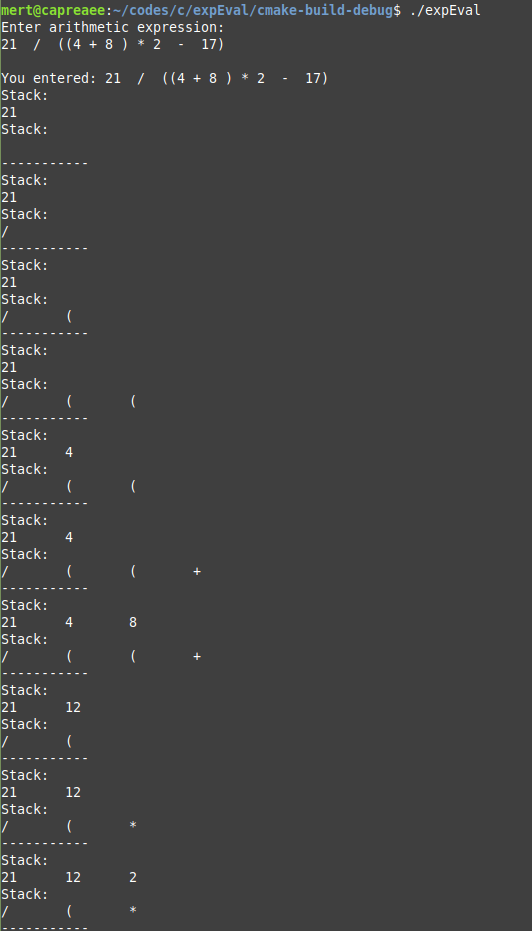 mert@capreaee:~/codes/c/expEval/cmake-build-debug$ ./expEval
Enter arithmetic expression:
21  /  ((4 + 8 ) * 2  -  17)

You entered: 21  /  ((4 + 8 ) * 2  -  17)
Stack:
21
Stack:

-----------
Stack:
21
Stack:
/
-----------
Stack:
21
Stack:
/       (
-----------
Stack:
21
Stack:
/       (       (
-----------
Stack:
21      4
Stack:
/       (       (
-----------
Stack:
21      4
Stack:
/       (       (       +
-----------
Stack:
21      4       8
Stack:
/       (       (       +
-----------
Stack:
21      12
Stack:
/       (
-----------
Stack:
21      12
Stack:
/       (       *
-----------
Stack:
21      12      2
Stack:
/       (       *
-----------